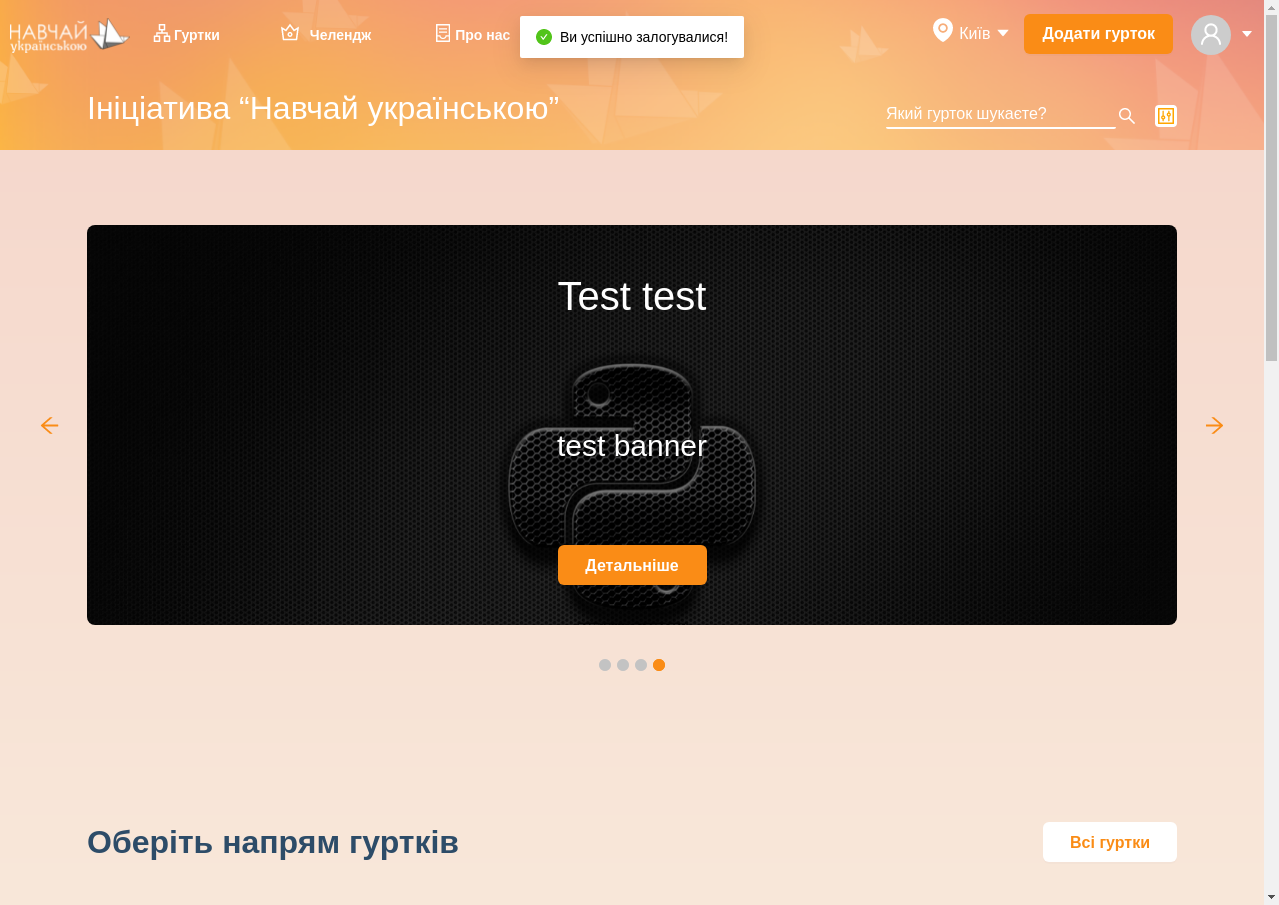 НАВЧАЙ
українською
Гуртки
Челендж
Про нас
Ви успішно залогувалися!
Київ
Додати гурток
Ініціатива “Навчай українською”
Який гурток шукаєте?
Test test
test banner
Детальніше
Оберіть напрям гуртків
Всі гуртки